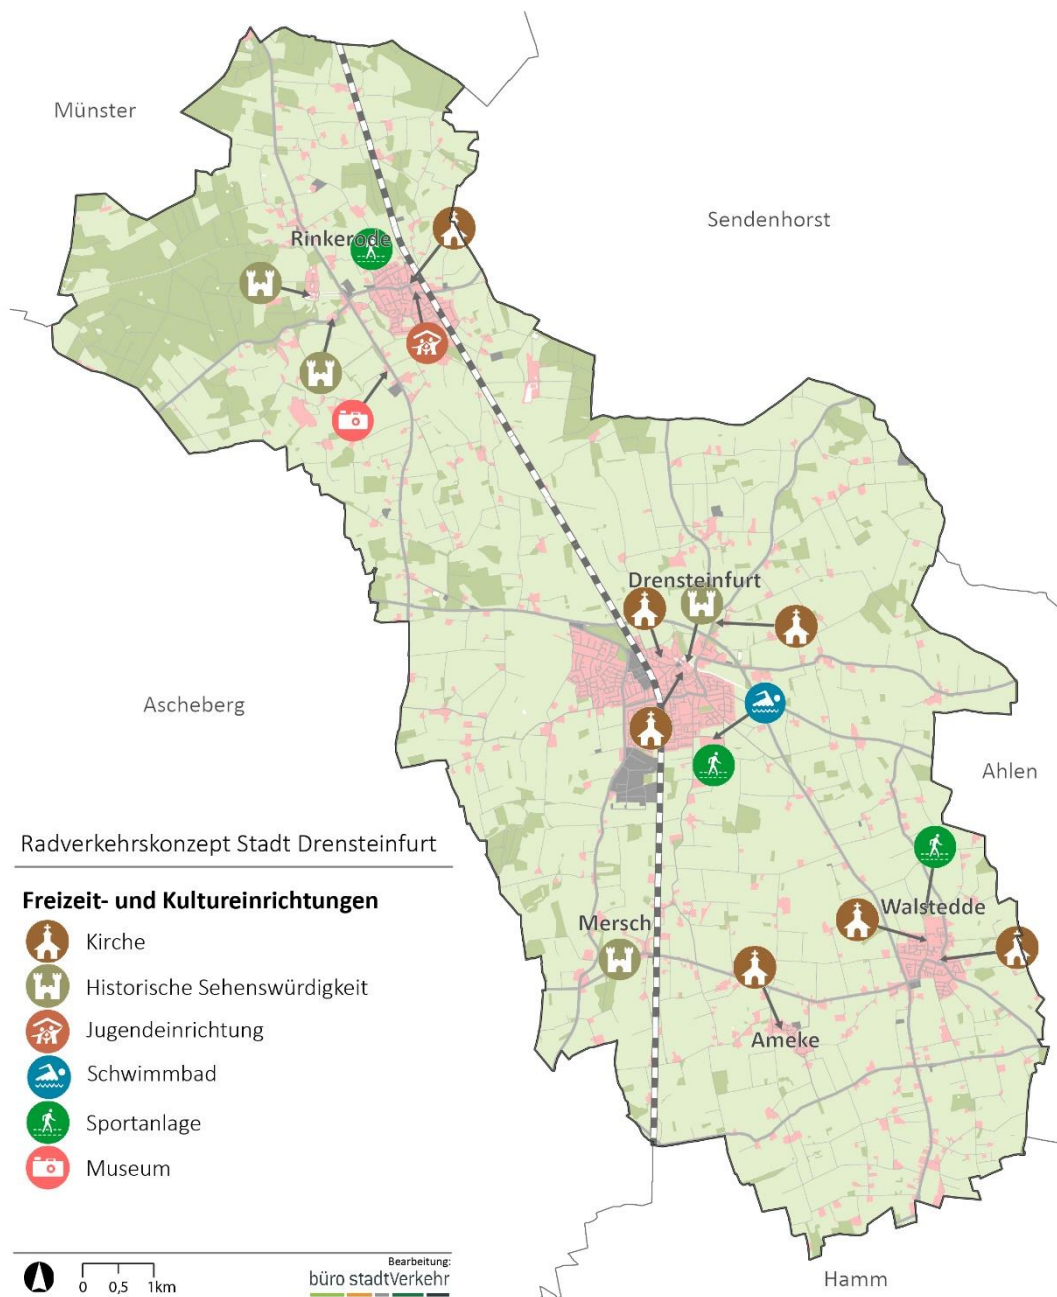 Münster
Sendenhorst
Rinkerode
Drensteinfurt
Ascheberg
Ahlen
Radverkehrskonzept Stadt Drensteinfurt
Freizeit- und Kultureinrichtungen
Kirche
Historische Sehenswürdigkeit
Jugendeinrichtung
Schwimmbad
Sportanlage
Museum
Walstedde
Mersch
Ameke
0 0,5 1km
Bearbeitung:
büro stadtVerkehr
Hamm